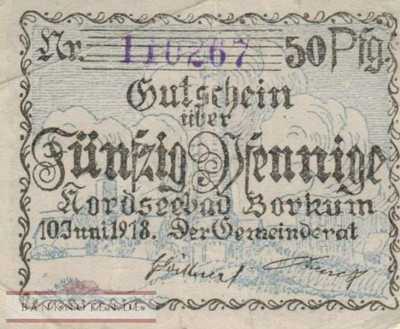 Nr. 110267 50 Pfg.
Gutschein
über
Fünfzig Pfennige
Nordseebad Borkum
10 Juni 1918. Der Gemeinderat